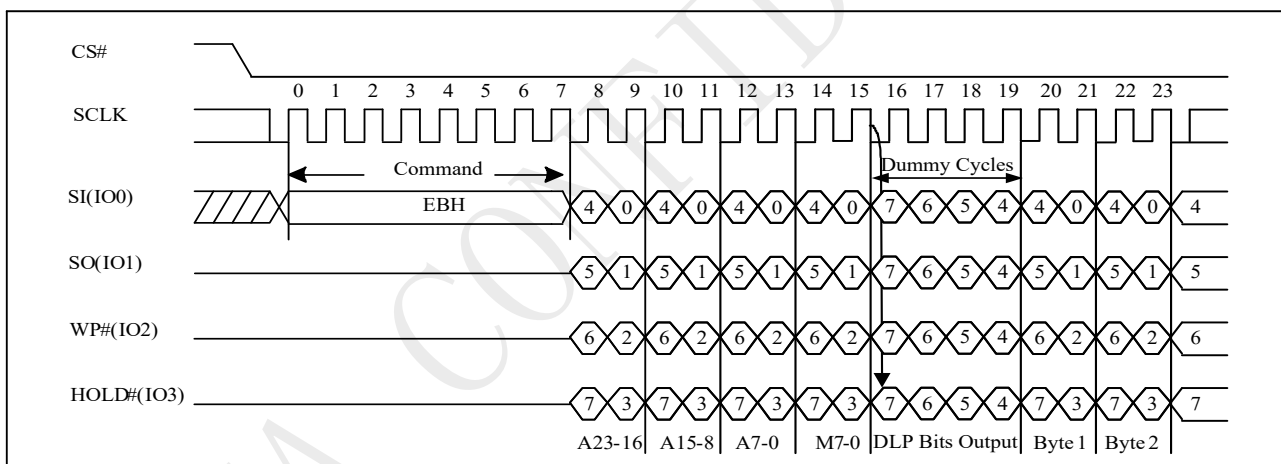 CS#
0 1 2 3 4 5 6 7 8 9 10 11 12 13 14 15 16 17 18 19 20 21 22 23
SCLK
Command
Dummy Cycles
SI(IO0)
EBH
4 0 4 0 4 0 4 0 7 6 5 4 4 0 4 0 4
SO(IO1)
5 1 5 1 5 1 5 1 7 6 5 4 5 1 5 1 5
WP#(IO2)
6 2 6 2 6 2 6 2 7 6 5 4 6 2 6 2 6
HOLD#(IO3)
7 3 7 3 7 3 7 3 7 6 5 4 7 3 7 3 7
A23-16 A15-8 A7-0 M7-0 DLP Bits Output Byte 1 Byte 2
A CONFID